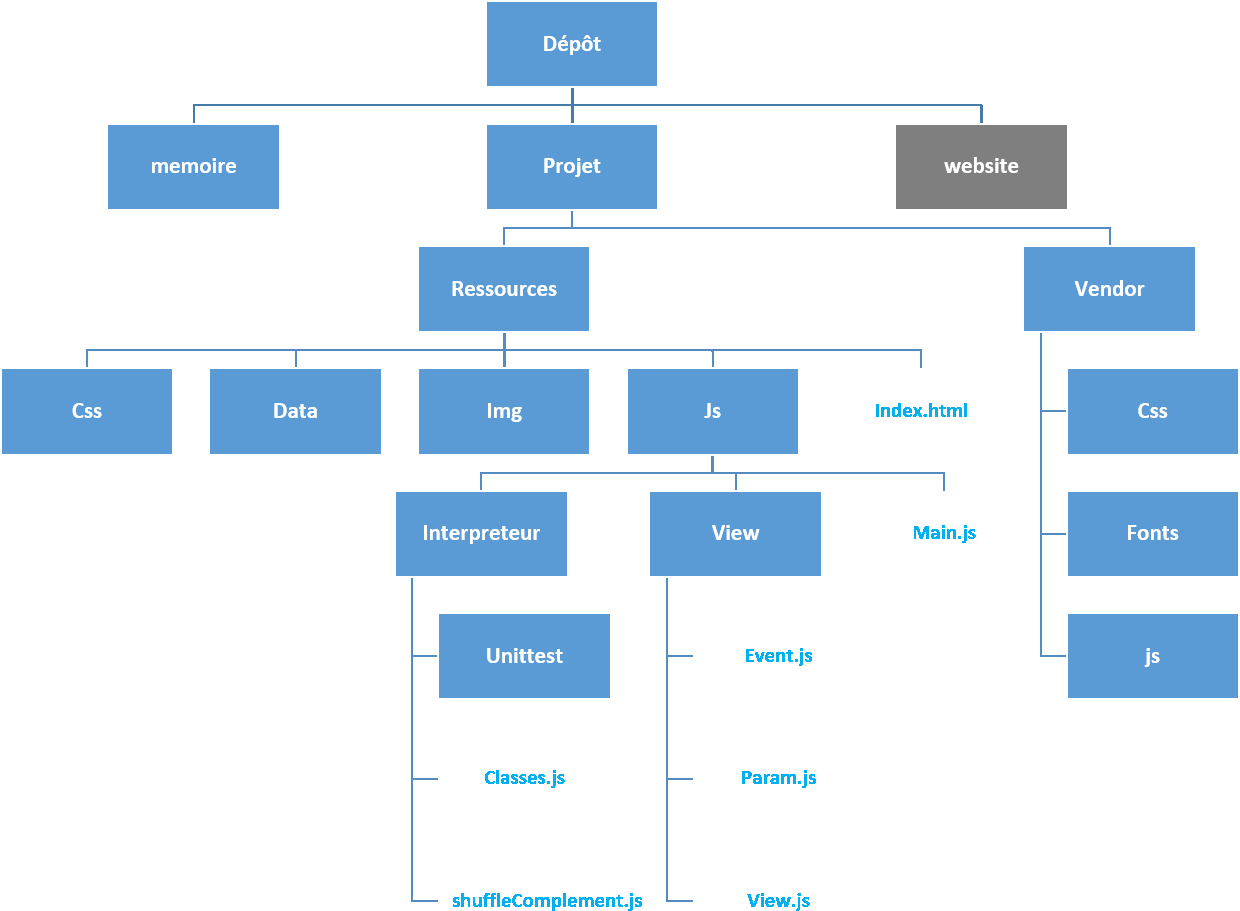 Dépôt
memoire
Projet
website
Ressources
Vendor
Css
Data
Img
Js
Index.html
Css
Interpreteur
View
Main.js
Fonts
Unittest
Event.js
js
Classes.js
Param.js
shuffleComplement.js
View.js